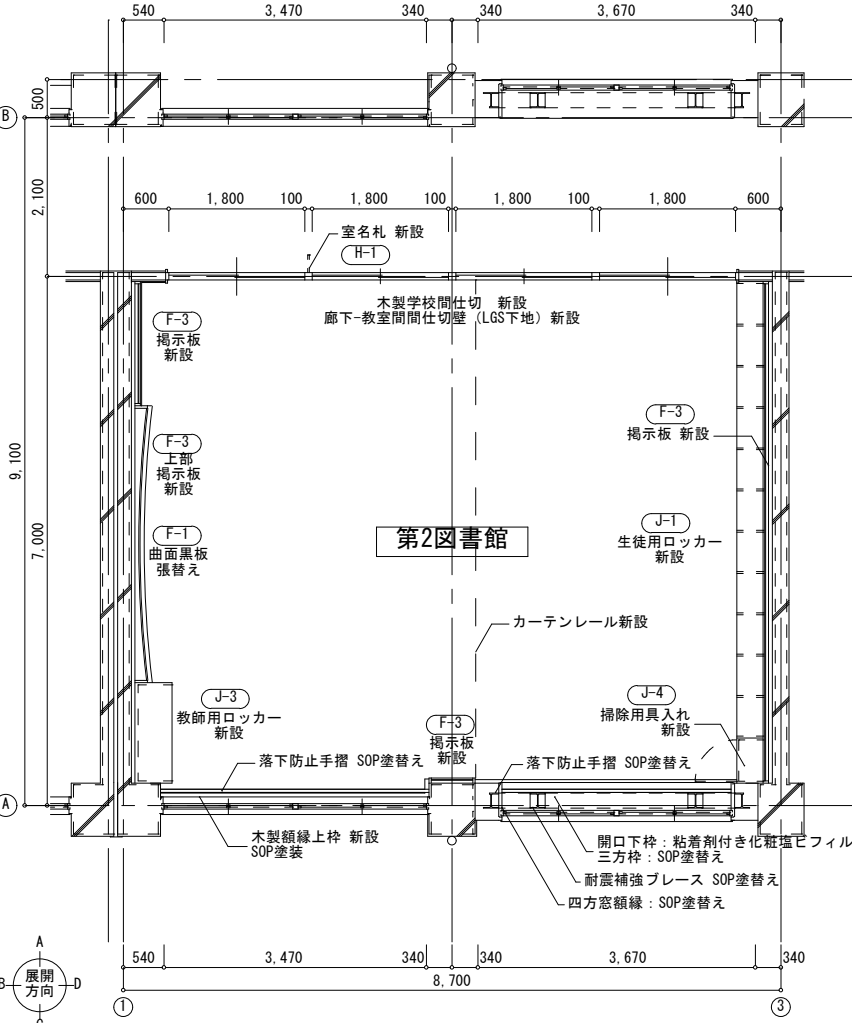 540 3,470 340 340 3,670 340
500
B
2,100
600 1,800 100 1,800 100 1,800 100 1,800 600
室名札 新設
H-1
木製学校間仕切 新設
廊下-教室間間仕切壁（LGS下地）新設
F-3
掲示板
新設
F-3
掲示板 新設
F-3
上部
掲示板
新設
9,100
7,000
F-1
曲面黒板
張替え
第2図書館
J-1
生徒用ロッカー
新設
カーテンレール新設
J-3
教師用ロッカー
新設
F-3
掲示板
新設
J-4
掃除用具入れ
新設
落下防止手摺 SOP塗替え
落下防止手摺 SOP塗替え
A
木製額縁上枠 新設
SOP塗装
開口下枠：粘着剤付き化粧塩ビフィル
三方枠：SOP塗替え
耐震補強ブレース SOP塗替え
四方窓額縁：SOP塗替え
540 3,470 340 340 3,670 340
8,700
A
B 展開 D
方向
C
1 3